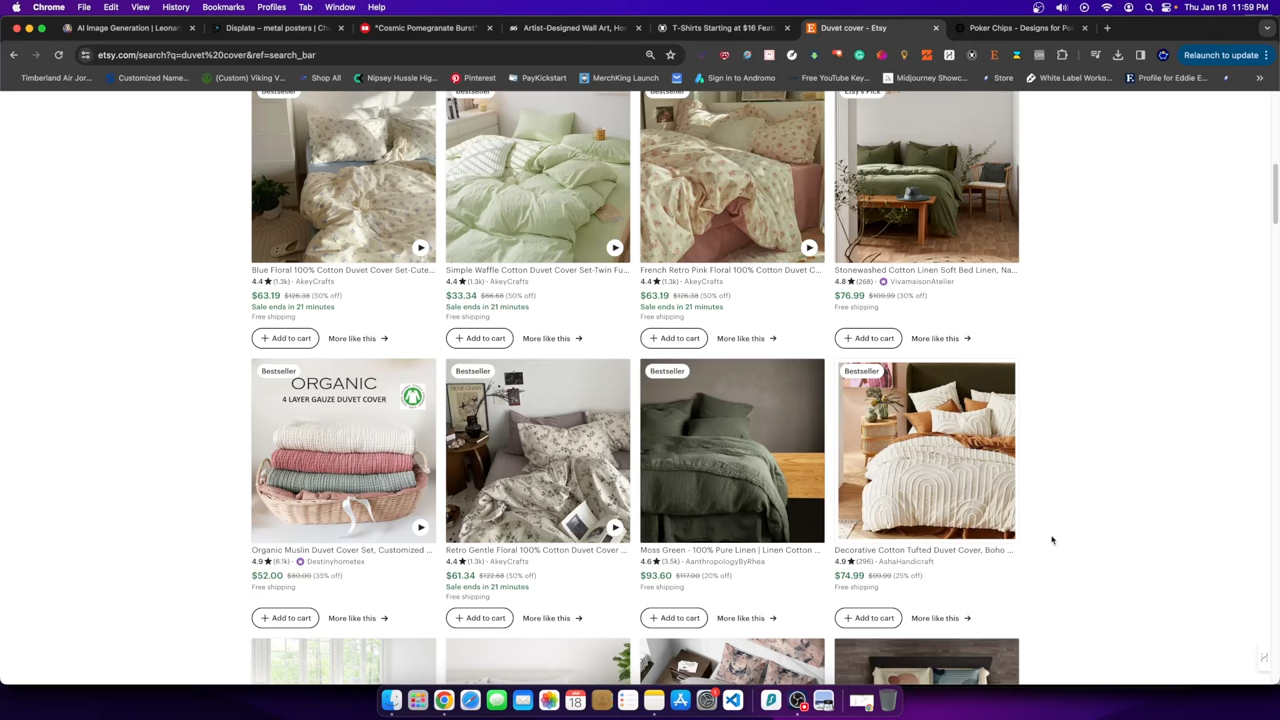 Chrome File Edit View History Bookmarks Profiles Tab Window Help
Thu Jan 18 11:59 PM
AI Image Generation | Leonar
Displate – metal posters | ch
"Cosmic Pomegranate Burst"
Artist-Designed Wall Art, Ho
T-Shirts Starting at $16 Feat
Duvet cover - Etsy
Poker Chips - Designs for Po
etsy.com/search?q=duvet%20cover&ref=search_bar
Relaunch to update
Timberland Air Jor...
Customized Name...
(Custom) Viking V...
Shop All
Nipsey Hussle Hig...
Pinterest
PayKickstart
MerchKing Launch
Sign in to Andromo
Free YouTube Key...
Midjourney Showc...
Store
White Label Worko...
Profile for Eddie E...
Bestseller
Bestseller
Bestseller
Etsy's Pick
Blue Floral 100% Cotton Duvet Cover Set-Cute...
4.4 (1.3k) · AkeyCrafts
$63.19 $126.38 (50% off)
Sale ends in 21 minutes
Free shipping
+ Add to cart More like this →
Simple Waffle Cotton Duvet Cover Set-Twin Fu...
4.4 (1.3k) · AkeyCrafts
$33.34 $66.68 (50% off)
Sale ends in 21 minutes
Free shipping
+ Add to cart More like this →
French Retro Pink Floral 100% Cotton Duvet C...
4.4 (1.3k) · AkeyCrafts
$63.19 $126.38 (50% off)
Sale ends in 21 minutes
Free shipping
+ Add to cart More like this →
Stonewashed Cotton Linen Soft Bed Linen, Na...
4.8 (268) · VivamaisonAtelier
$76.99 $109.99 (30% off)
Free shipping
+ Add to cart More like this →
Bestseller
ORGANIC
4 LAYER GAUZE DUVET COVER
Organic Muslin Duvet Cover Set, Customized ...
4.9 (6.1k) · Destinyhometex
$52.00 $80.00 (35% off)
Free shipping
+ Add to cart More like this →
Bestseller
Retro Gentle Floral 100% Cotton Duvet Cover ...
4.4 (1.3k) · AkeyCrafts
$61.34 $122.68 (50% off)
Sale ends in 21 minutes
Free shipping
+ Add to cart More like this →
Bestseller
Moss Green - 100% Pure Linen | Linen Cotton ...
4.6 (3.5k) · AanthropologyByRhea
$93.60 $117.00 (20% off)
Free shipping
+ Add to cart More like this →
Bestseller
Decorative Cotton Tufted Duvet Cover, Boho ...
4.9 (296) · AshaHandicraft
$74.99 $99.99 (25% off)
Free shipping
+ Add to cart More like this →